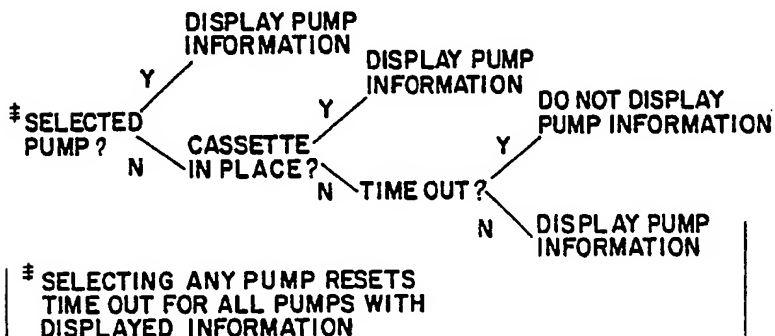 DISPLAY PUMP
INFORMATION
Y
DISPLAY PUMP
INFORMATION
Y
DO NOT DISPLAY
PUMP INFORMATION
Y
‡SELECTED
PUMP?
N
CASSETTE
IN PLACE?
N
TIME OUT?
N
DISPLAY PUMP
INFORMATION
‡ SELECTING ANY PUMP RESETS
TIME OUT FOR ALL PUMPS WITH
DISPLAYED INFORMATION